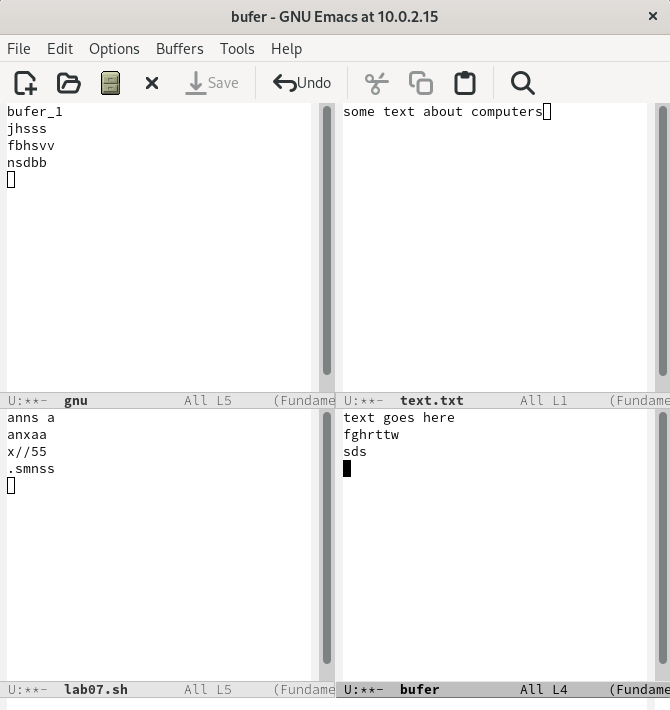 bufer - GNU Emacs at 10.0.2.15
File Edit Options Buffers Tools Help
Save Undo
bufer_1
jhsss
fbhsvv
nsdbb
U:**- gnu All L5 (Fundame
some text about computers
U:**- text.txt All L1 (Fundame
anns a
anxaa
x//55
.smnss
U:**- lab07.sh All L5 (Fundame
text goes here
fghrttw
sds
U:**- bufer All L4 (Fundame